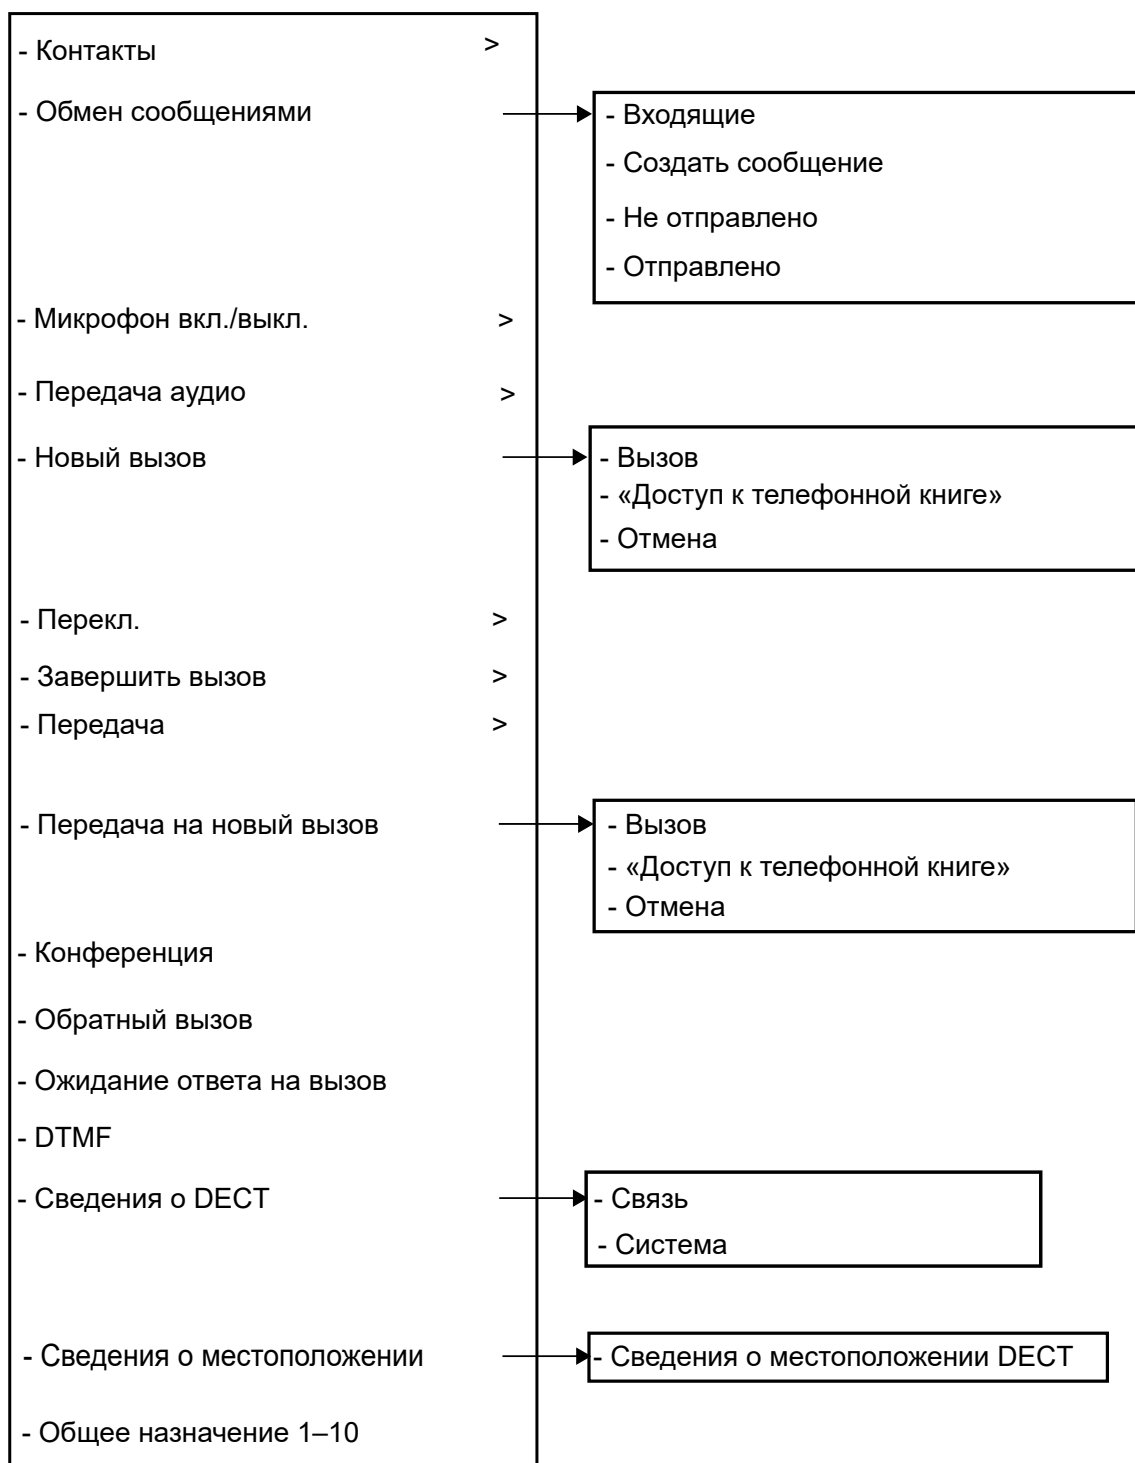 - Контакты >
- Обмен сообщениями
- Входящие
- Создать сообщение
- Не отправлено
- Отправлено
- Микрофон вкл./выкл. >
- Передача аудио >
- Новый вызов
- Вызов
- «Доступ к телефонной книге»
- Отмена
- Перекл. >
- Завершить вызов >
- Передача >
- Передача на новый вызов
- Вызов
- «Доступ к телефонной книге»
- Отмена
- Конференция
- Обратный вызов
- Ожидание ответа на вызов
- DTMF
- Сведения о DECT
- Связь
- Система
- Сведения о местоположении
- Сведения о местоположении DECT
- Общее назначение 1–10